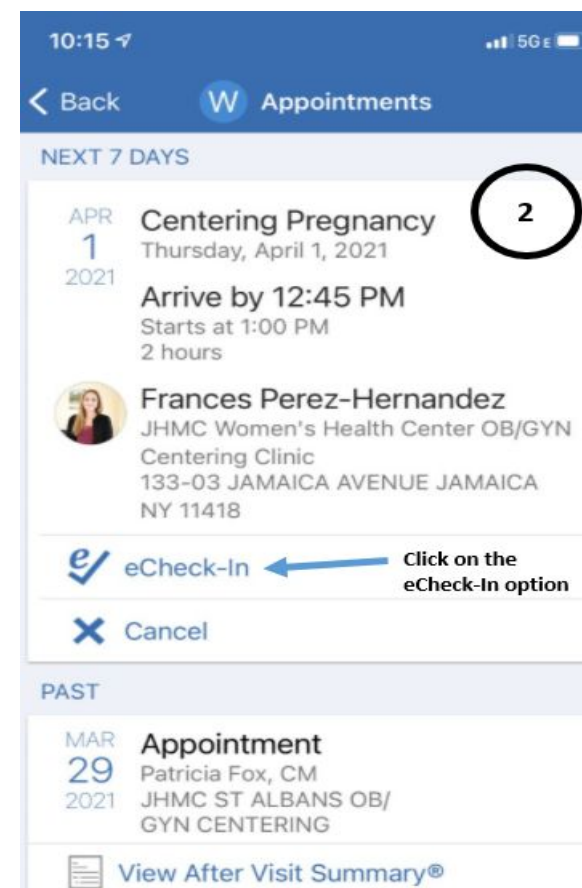 10:15
5G E
Back
W Appointments
NEXT 7 DAYS
2
APR
1
2021
Centering Pregnancy
Thursday, April 1, 2021
Arrive by 12:45 PM
Starts at 1:00 PM
2 hours
Frances Perez-Hernandez
JHMC Women's Health Center OB/GYN
Centering Clinic
133-03 JAMAICA AVENUE JAMAICA
NY 11418
eCheck-In
Click on the
eCheck-In option
Cancel
PAST
MAR
29
2021
Appointment
Patricia Fox, CM
JHMC ST ALBANS OB/
GYN CENTERING
View After Visit Summary®